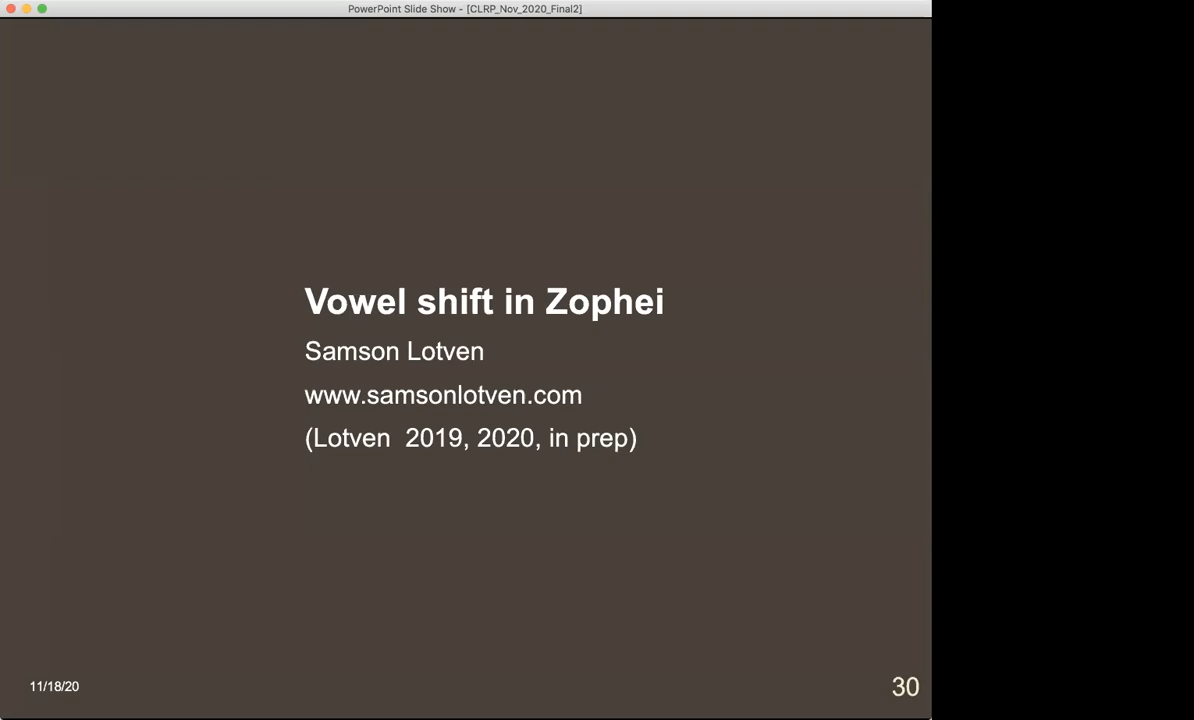 PowerPoint Slide Show - [CLRP_Nov_2020_Final2]
Vowel shift in Zophei
Samson Lotven
www.samsonlotven.com
(Lotven  2019, 2020, in prep)
11/18/20
30